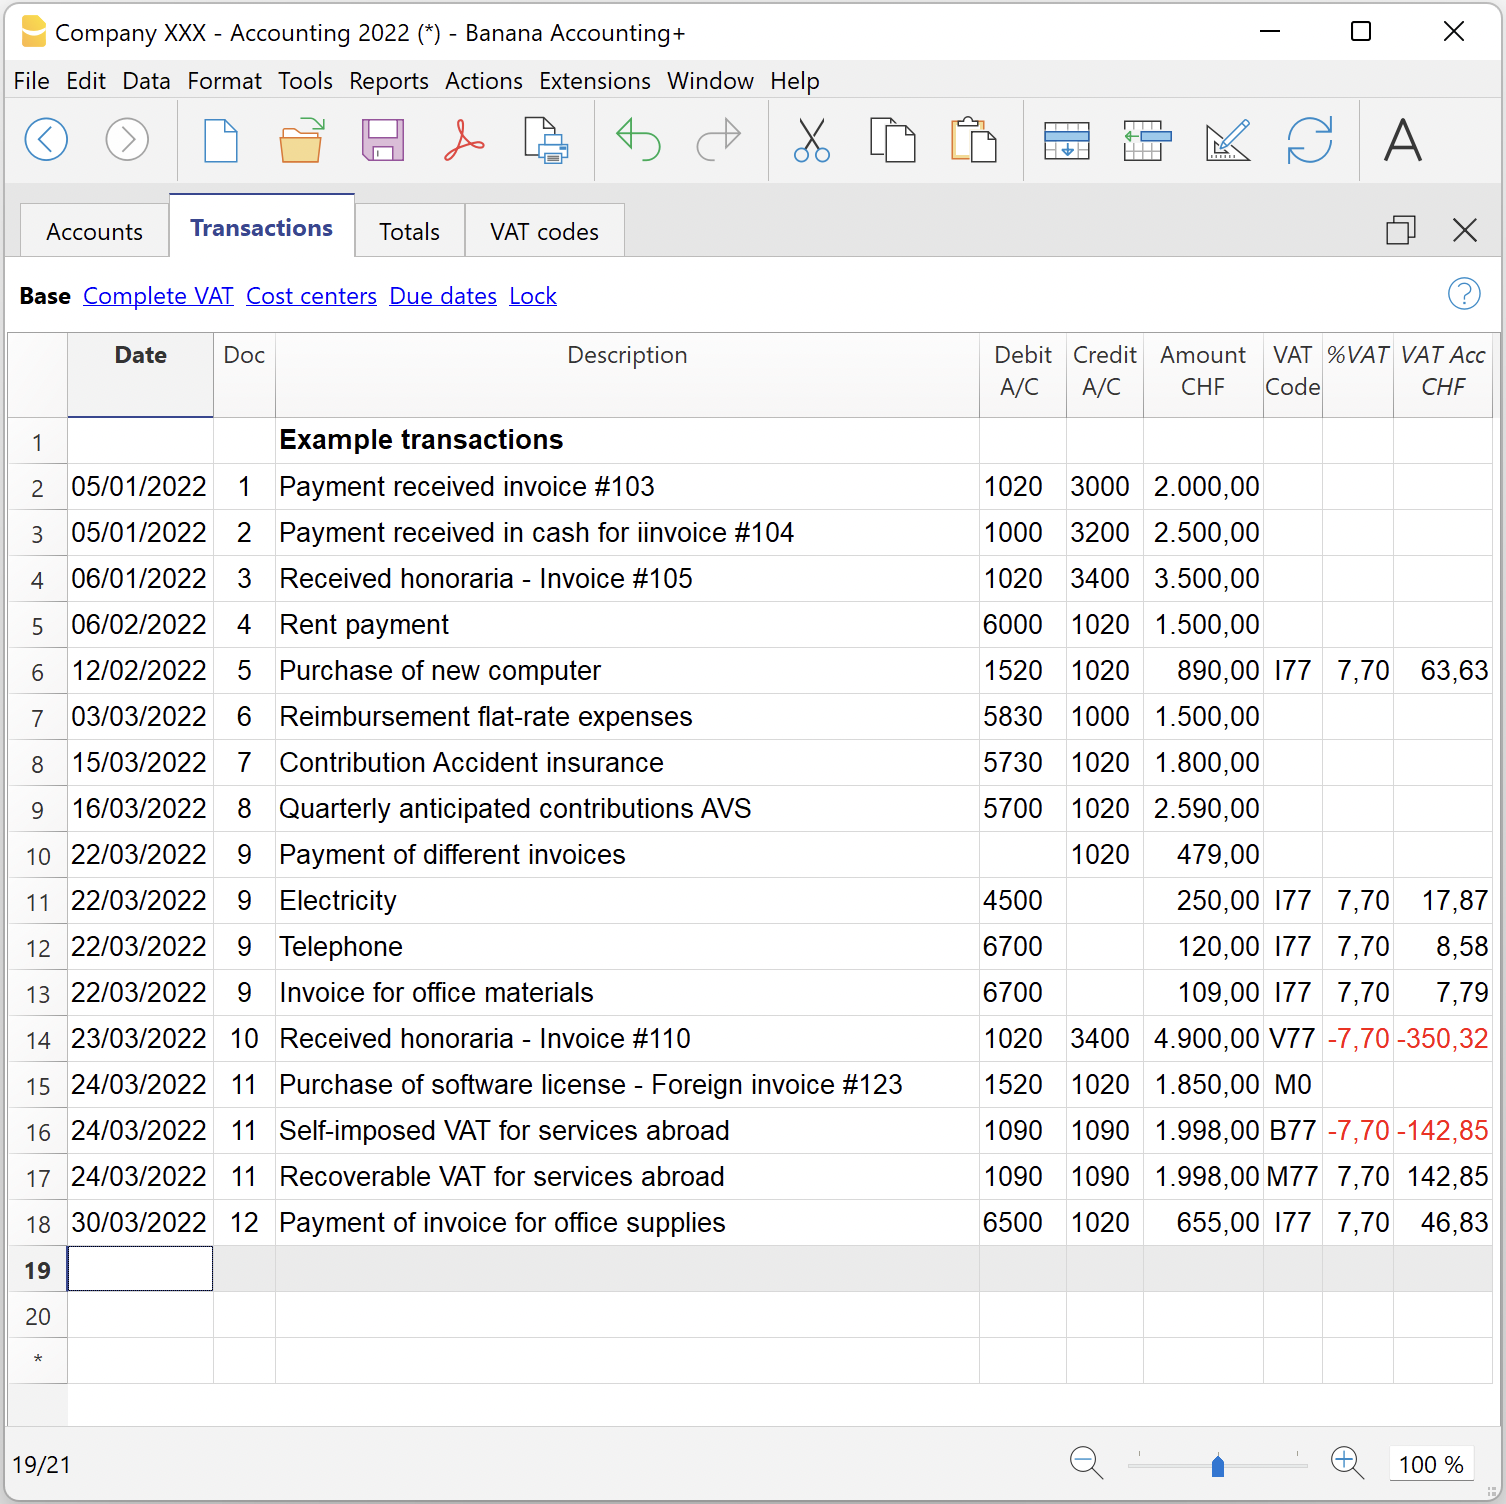 Company XXX - Accounting 2022 (*) - Banana Accounting+
File Edit Data Format Tools Reports Actions Extensions Window Help
A
Accounts Transactions Totals VAT codes
Base Complete VAT Cost centers Due dates Lock ?
Date Doc Description Debit Credit Amount VAT %VAT VAT Acc
A/C A/C CHF Code CHF
1 Example transactions
2 05/01/2022 1 Payment received invoice #103 1020 3000 2.000,00
3 05/01/2022 2 Payment received in cash for iinvoice #104 1000 3200 2.500,00
4 06/01/2022 3 Received honoraria - Invoice #105 1020 3400 3.500,00
5 06/02/2022 4 Rent payment 6000 1020 1.500,00
6 12/02/2022 5 Purchase of new computer 1520 1020 890,00 I77 7,70 63,63
7 03/03/2022 6 Reimbursement flat-rate expenses 5830 1000 1.500,00
8 15/03/2022 7 Contribution Accident insurance 5730 1020 1.800,00
9 16/03/2022 8 Quarterly anticipated contributions AVS 5700 1020 2.590,00
10 22/03/2022 9 Payment of different invoices 1020 479,00
11 22/03/2022 9 Electricity 4500 250,00 I77 7,70 17,87
12 22/03/2022 9 Telephone 6700 120,00 I77 7,70 8,58
13 22/03/2022 9 Invoice for office materials 6700 109,00 I77 7,70 7,79
14 23/03/2022 10 Received honoraria - Invoice #110 1020 3400 4.900,00 V77 -7,70 -350,32
15 24/03/2022 11 Purchase of software license - Foreign invoice #123 1520 1020 1.850,00 M0
16 24/03/2022 11 Self-imposed VAT for services abroad 1090 1090 1.998,00 B77 -7,70 -142,85
17 24/03/2022 11 Recoverable VAT for services abroad 1090 1090 1.998,00 M77 7,70 142,85
18 30/03/2022 12 Payment of invoice for office supplies 6500 1020 655,00 I77 7,70 46,83
19
20
*
19/21 100 %